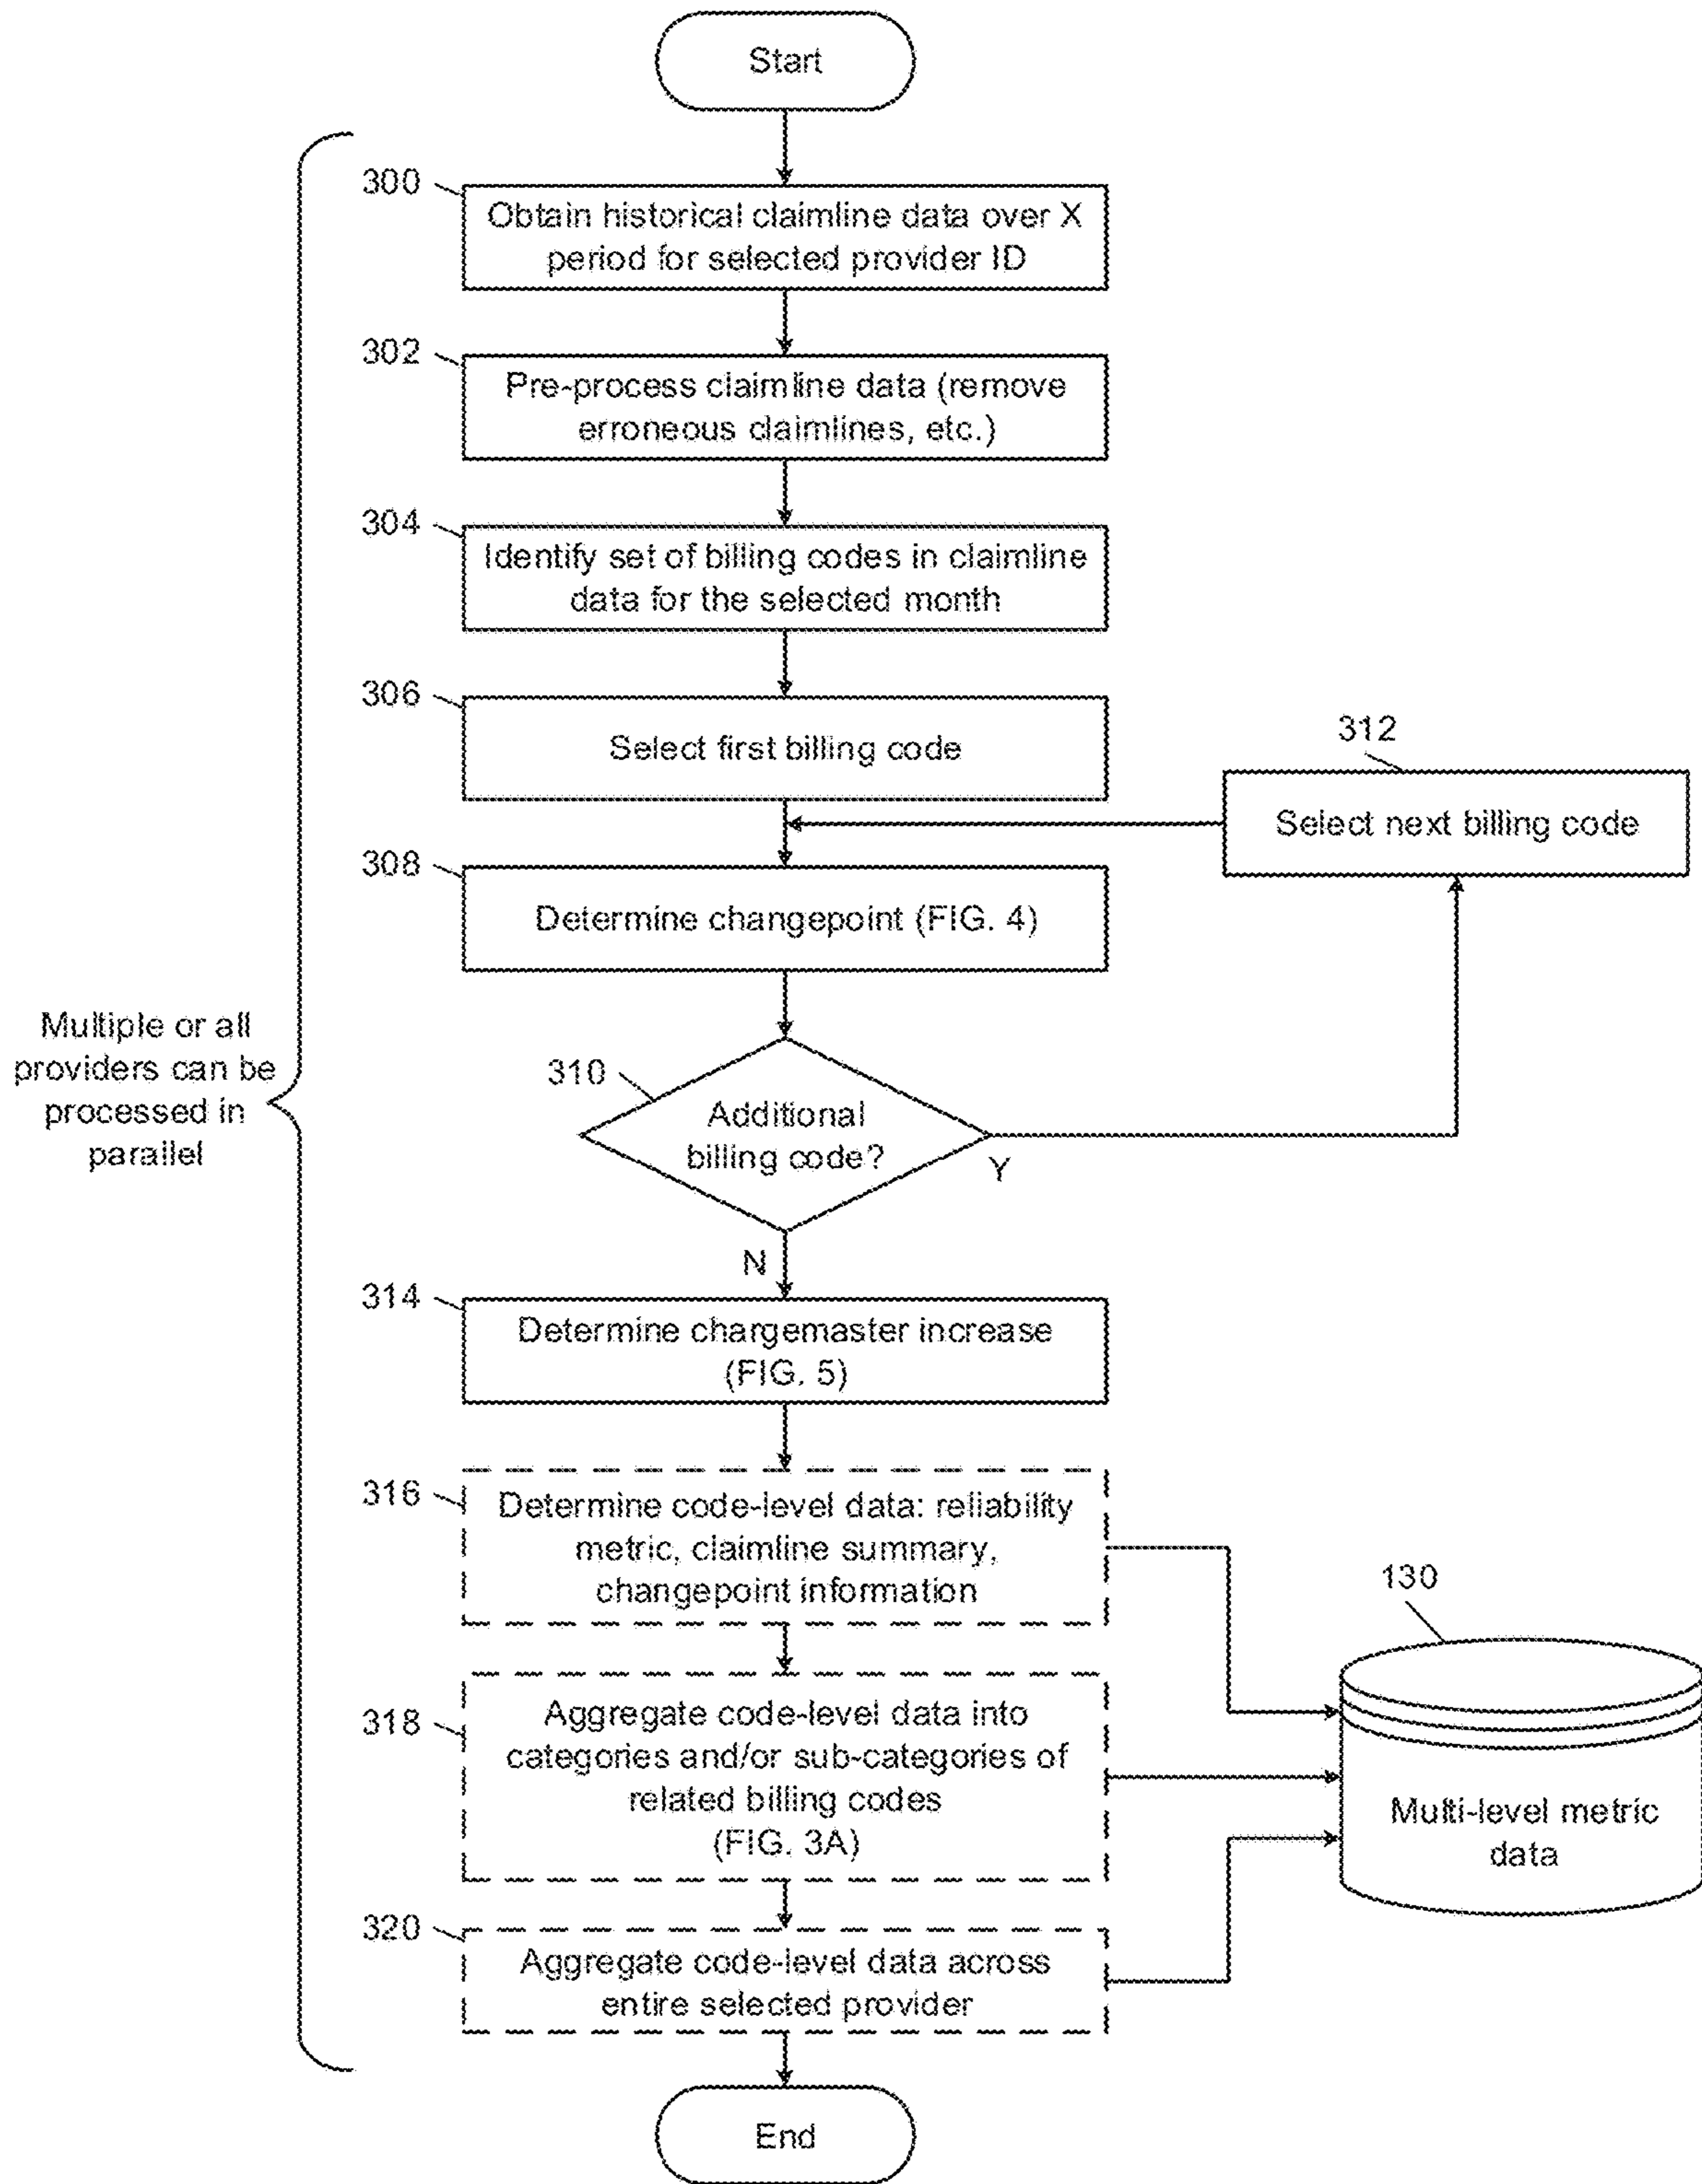 Start
300
Obtain historical claimline data over X
period for selected provider ID
302
Pre-process claimline data (remove
erroneous claimlines, etc.)
304
Identify set of billing codes in claimline
data for the selected month
306
Select first billing code
312
Select next billing code
308
Determine changepoint (FIG. 4)
Multiple or all
providers can be
processed in
parallel
310
Additional
billing code?
Y
N
314
Determine chargemaster increase
(FIG. 5)
316
Determine code-level data: reliability
metric, claimline summary,
changepoint information
130
318
Aggregate code-level data into
categories and/or sub-categories of
related billing codes
(FIG. 3A)
Multi-level metric
data
320
Aggregate code-level data across
entire selected provider
End